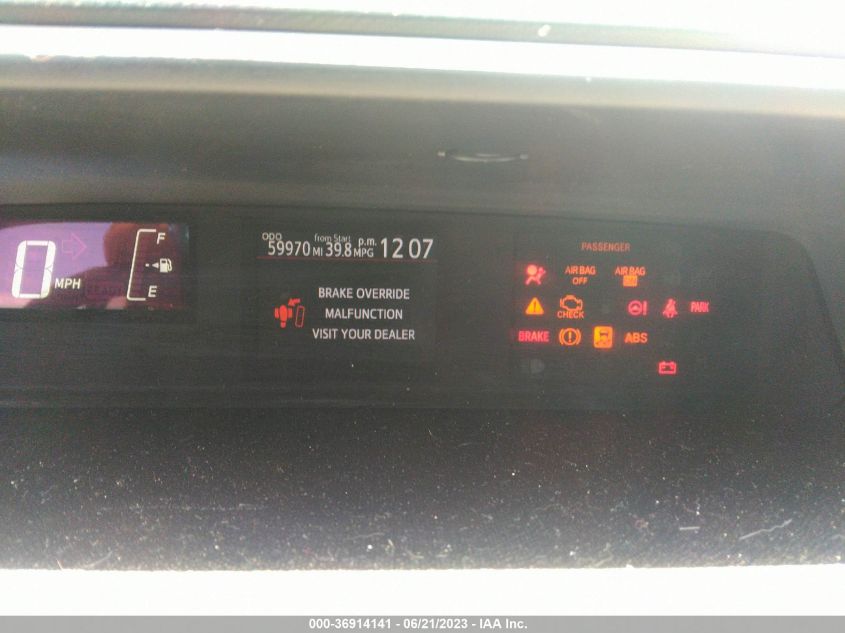 0 MPH
F
E
ODO 59970 MI
from Start 39.8 MPG
p.m. 12 07
BRAKE OVERRIDE
MALFUNCTION
VISIT YOUR DEALER
PASSENGER
AIR BAG OFF
AIR BAG
CHECK
PARK
BRAKE
ABS
000-36914141 - 06/21/2023 - IAA Inc.